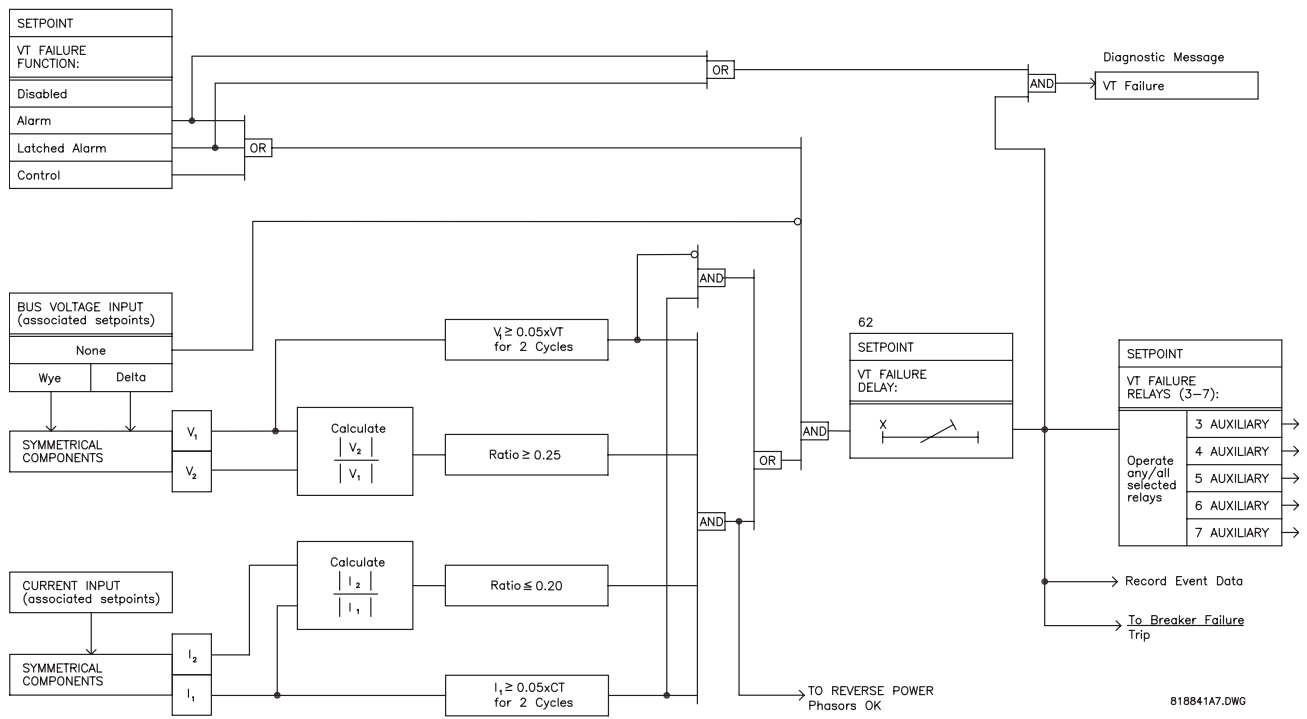 SETPOINT
VT FAILURE
FUNCTION:
Disabled
Alarm
Latched Alarm
Control
OR
OR
AND
Diagnostic Message
VT Failure
BUS VOLTAGE INPUT
(associated setpoints)
None
Wye
Delta
SYMMETRICAL
COMPONENTS
V1
V2
Calculate
| V2 |
| V1 |
V1 ≥ 0.05xVT
for 2 Cycles
Ratio ≥ 0.25
AND
AND
OR
AND
62
SETPOINT
VT FAILURE
DELAY:
X
SETPOINT
VT FAILURE
RELAYS (3-7):
Operate
any/all
selected
relays
3 AUXILIARY
4 AUXILIARY
5 AUXILIARY
6 AUXILIARY
7 AUXILIARY
Record Event Data
To Breaker Failure
Trip
CURRENT INPUT
(associated setpoints)
SYMMETRICAL
COMPONENTS
I2
I1
Calculate
| I2 |
| I1 |
Ratio ≤ 0.20
I1 ≥ 0.05xCT
for 2 Cycles
TO REVERSE POWER
Phasors OK
818841A7.DWG